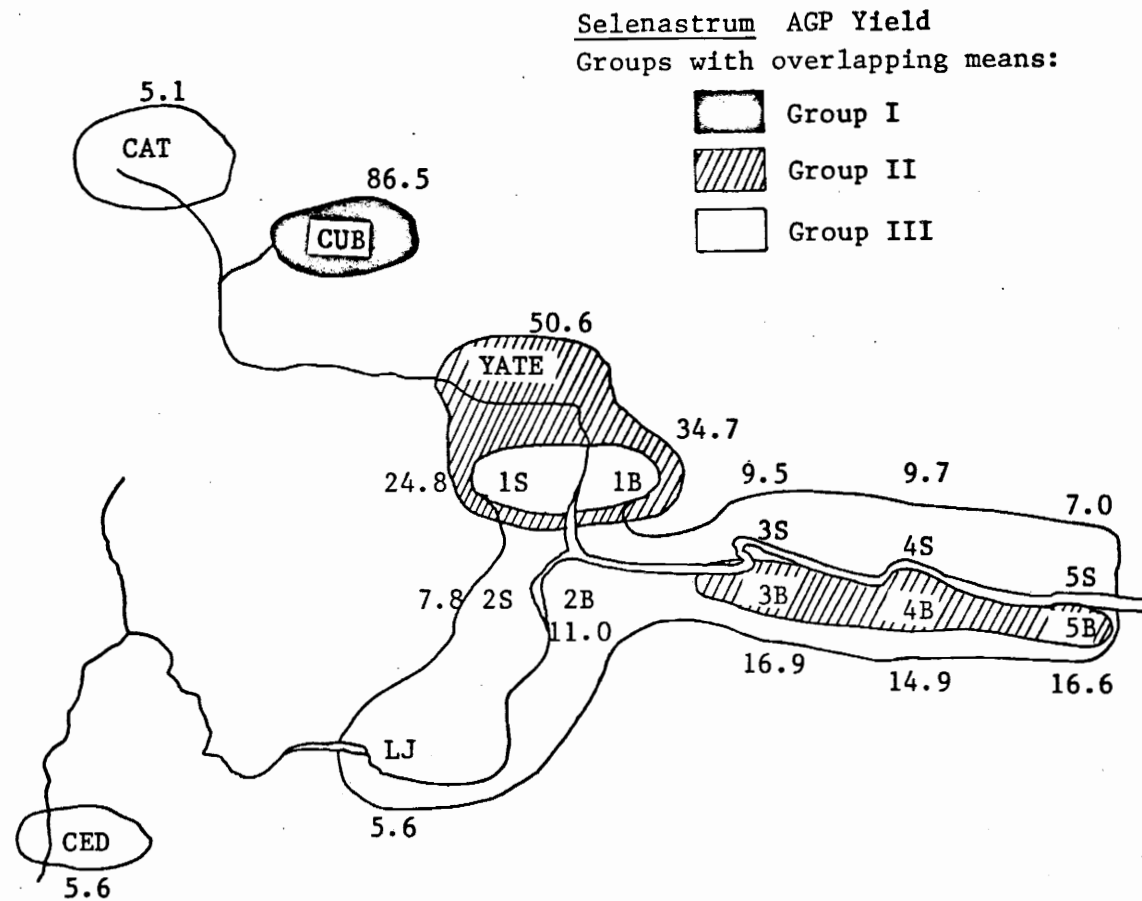 Selenastrum AGP Yield
Groups with overlapping means:
Group I
Group II
Group III
5.1
CAT
86.5
CUB
50.6
YATE
34.7
24.8
1S
1B
9.5
9.7
7.0
3S
4S
5S
7.8
2S
2B
11.0
3B
4B
5B
16.9
14.9
16.6
LJ
5.6
CED
5.6